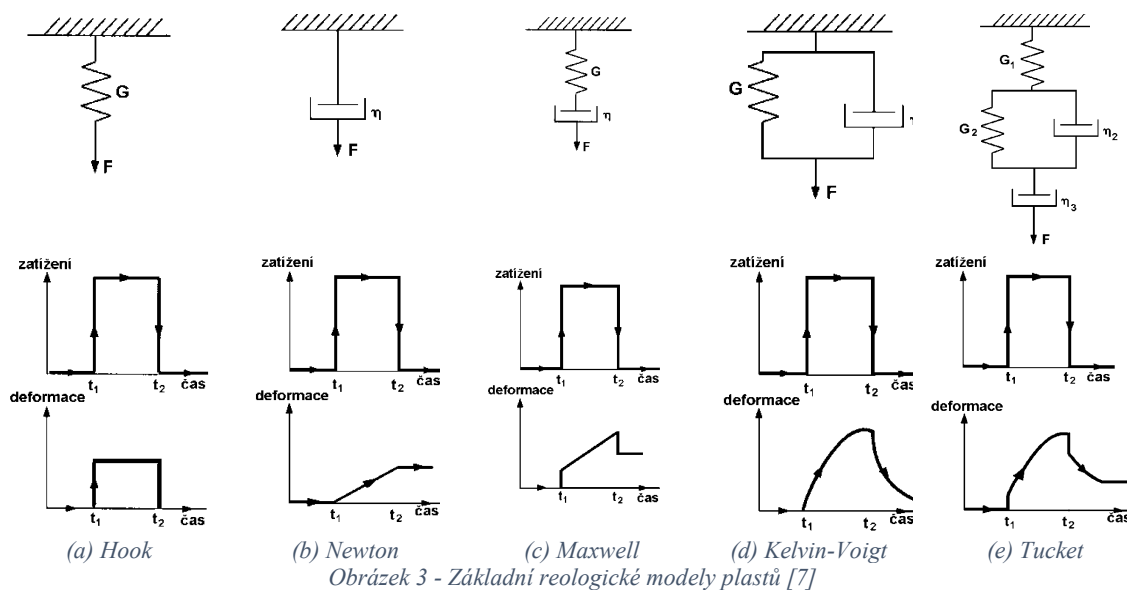 G
F
η
F
G
η
F
G
η
F
G₁
G₂
η₂
η₃
F
zatížení
t₁
t₂
čas
deformace
t₁
t₂
čas
zatížení
t₁
t₂
čas
deformace
t₁
t₂
čas
zatížení
t₁
t₂
čas
deformace
t₁
t₂
čas
zatížení
t₁
t₂
čas
deformace
t₁
t₂
čas
zatížení
t₁
t₂
čas
deformace
t₁
t₂
čas
(a) Hook
(b) Newton
(c) Maxwell
(d) Kelvin-Voigt
(e) Tucket
Obrázek 3 - Základní reologické modely plastů [7]